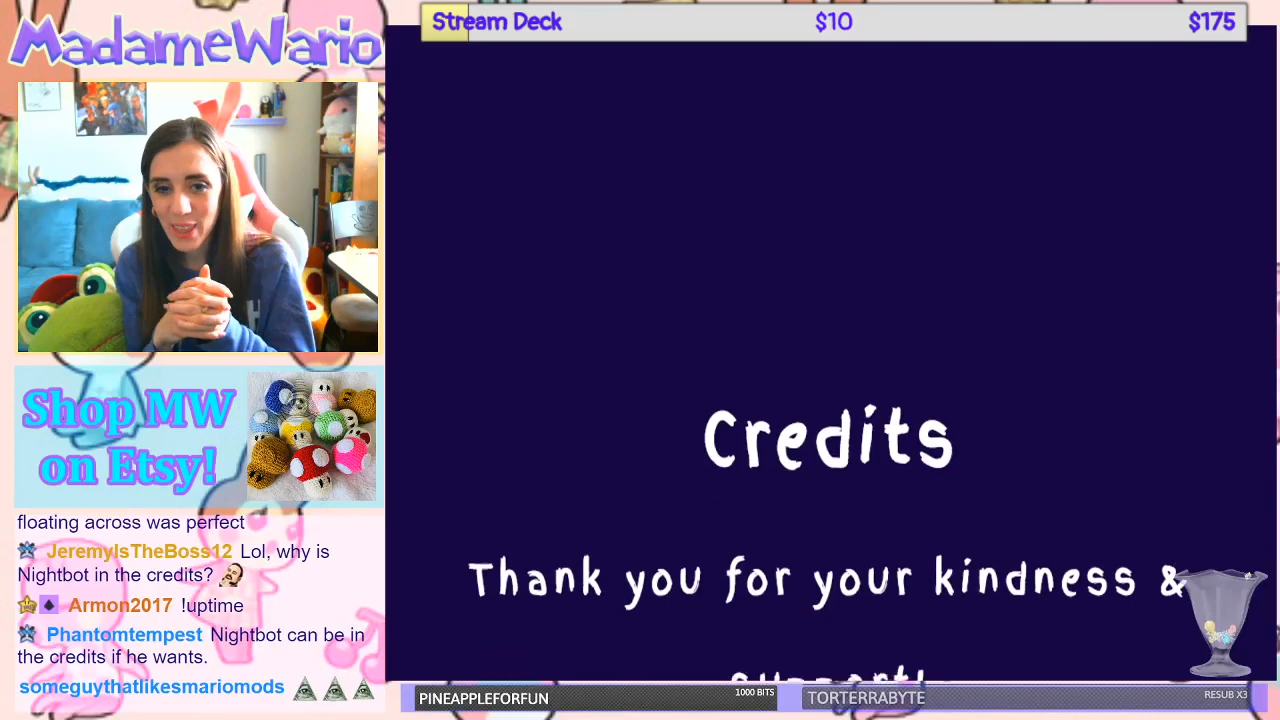 MadameWario
Stream Deck
$10
$175
Credits
Thank you for your kindness &
support!
Shop MW
on Etsy!
floating across was perfect
JeremyIsTheBoss12 Lol, why is
Nightbot in the credits?
Armon2017 !uptime
Phantomtempest Nightbot can be in
the credits if he wants.
someguythatlikesmariomods
PINEAPPLEFORFUN
1000 BITS
TORTERRABYTE
RESUB X3